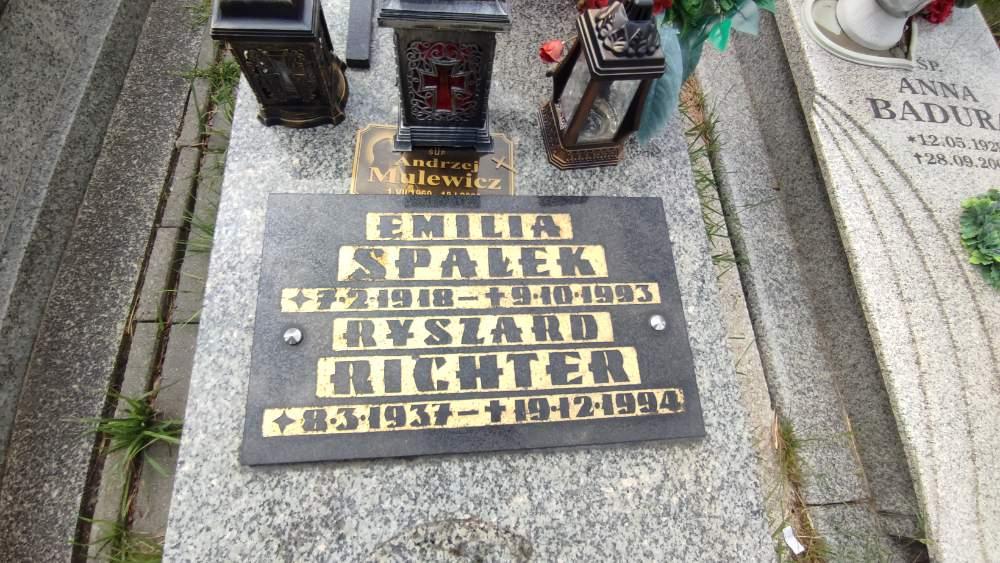 ŚP.
Andrzej
Mulewicz
EMILIA
SPAŁEK
7·2·1918–✝9·10·1993
RYSZARD
RICHTER
8·3·1937–✝19·12·1994
ŚP.
ANNA
BADURA
*12.05.192
†28.09.20